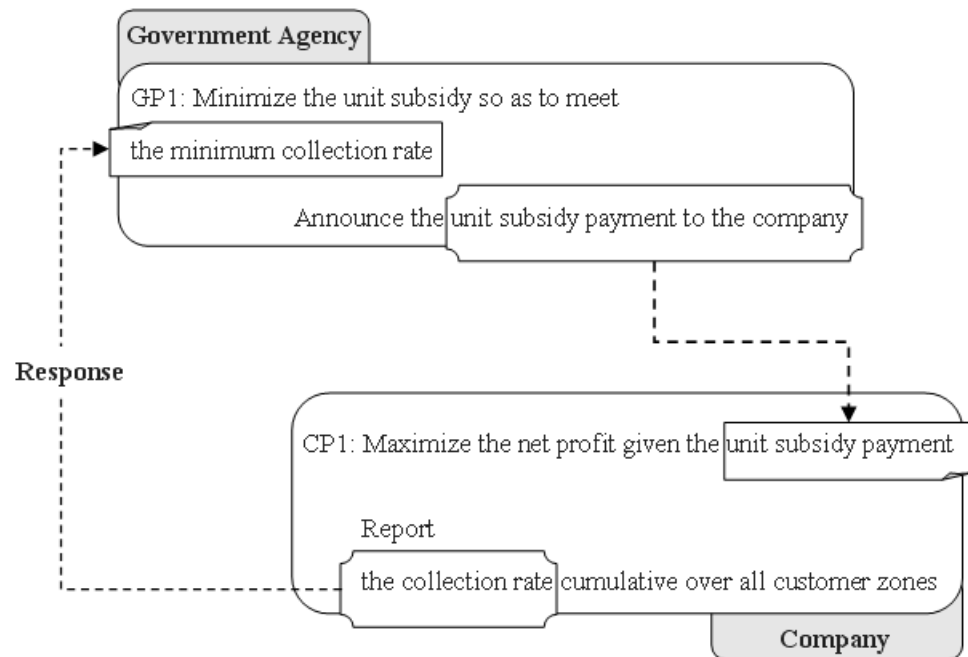 Government Agency
GP1: Minimize the unit subsidy so as to meet
the minimum collection rate
Announce the unit subsidy payment to the company
Response
CP1: Maximize the net profit given the unit subsidy payment
Report
the collection rate cumulative over all customer zones
Company